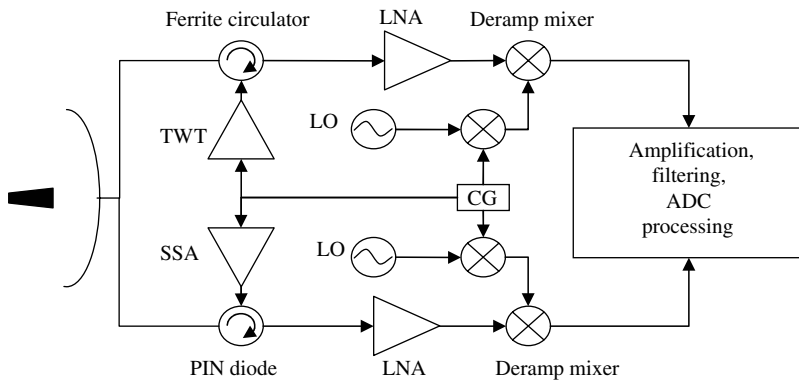 Ferrite circulator
LNA
Deramp mixer
TWT
LO
Amplification,
filtering,
ADC
processing
CG
SSA
LO
PIN diode
LNA
Deramp mixer